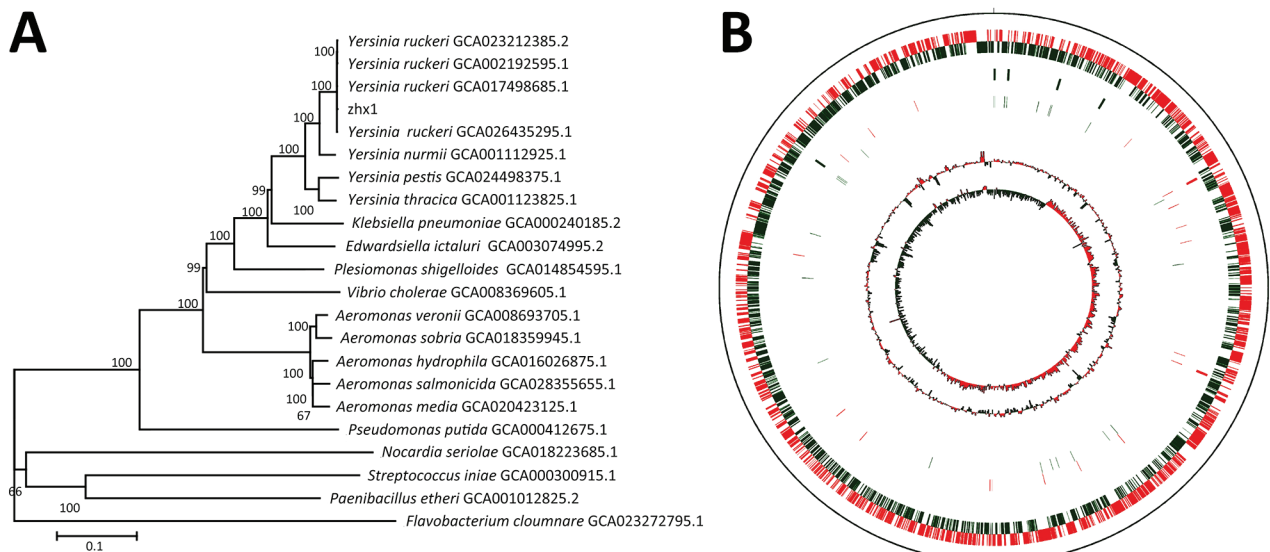 A
B
100
Yersinia ruckeri GCA023212385.2
Yersinia ruckeri GCA002192595.1
100
Yersinia ruckeri GCA017498685.1
zhx1
100
Yersinia ruckeri GCA026435295.1
100
Yersinia nurmii GCA001112925.1
Yersinia pestis GCA024498375.1
99
Yersinia thracica GCA001123825.1
100
100
Klebsiella pneumoniae GCA000240185.2
100
Edwardsiella ictaluri GCA003074995.2
99
Plesiomonas shigelloides GCA014854595.1
Vibrio cholerae GCA008369605.1
100
Aeromonas veronii GCA008693705.1
100
Aeromonas sobria GCA018359945.1
100
Aeromonas hydrophila GCA016026875.1
100
Aeromonas salmonicida GCA028355655.1
100
Aeromonas media GCA020423125.1
67
Pseudomonas putida GCA000412675.1
Nocardia seriolae GCA018223685.1
Streptococcus iniae GCA000300915.1
66
Paenibacillus etheri GCA001012825.2
100
Flavobacterium cloumnare GCA023272795.1
0.1